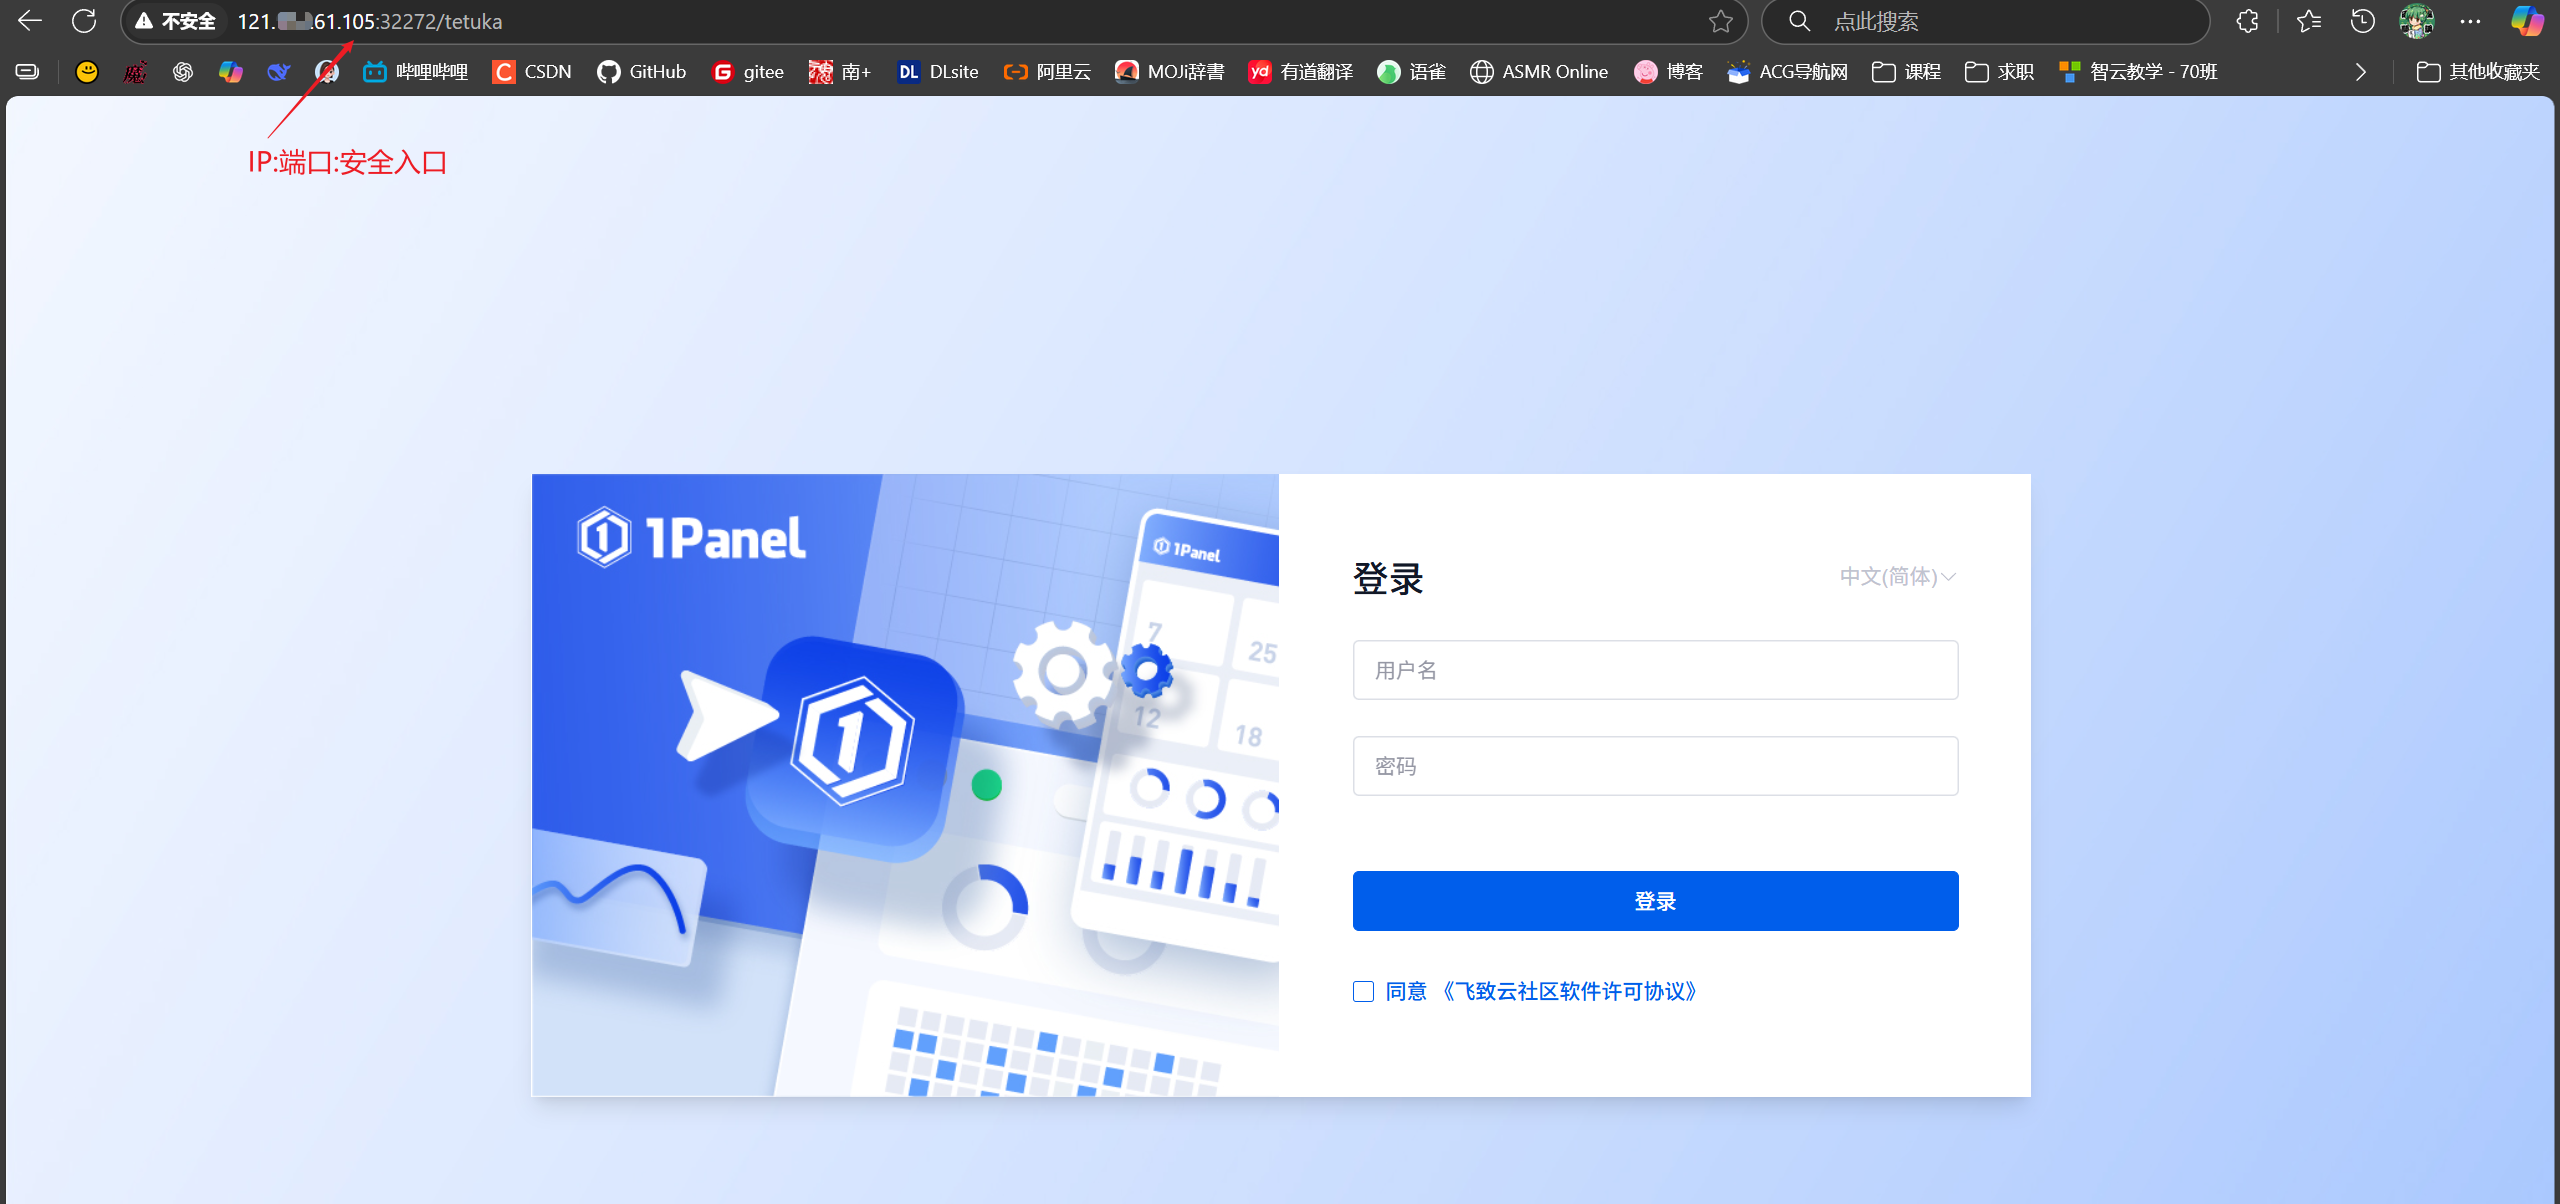 不安全 121. .61.105:32272/tetuka 点此搜索
魔 哔哩哔哩 CSDN GitHub gitee 南+ DL DLsite 阿里云 MOJi辞書 yd 有道翻译 语雀 ASMR Online 博客 ACG导航网 课程 求职 智云教学 - 70班 其他收藏夹
IP:端口:安全入口
1Panel
1Panel
登录 中文(简体)
7
25
12
18
用户名
密码
登录
同意 《飞致云社区软件许可协议》